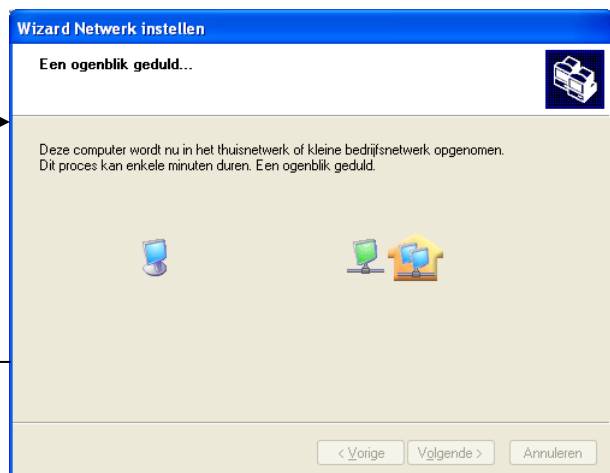 Wizard Netwerk instellen
Een ogenblik geduld...
Deze computer wordt nu in het thuisnetwerk of kleine bedrijfsnetwerk opgenomen.
Dit proces kan enkele minuten duren. Een ogenblik geduld.
< Vorige Volgende > Annuleren